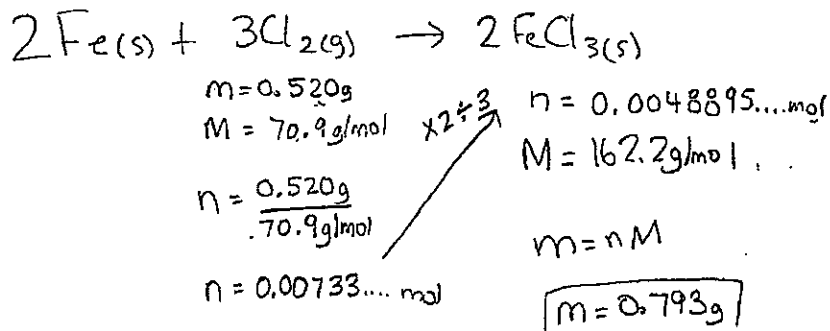 2Fe(s) + 3Cl2(g) → 2FeCl3(s)
m=0.520g
M = 70.9g/mol
n = 0.520g
70.9g/mol
n = 0.00733.... mol
x2÷3
n = 0.0048895....mol
M = 162.2g/mol
m=nM
m=0.793g